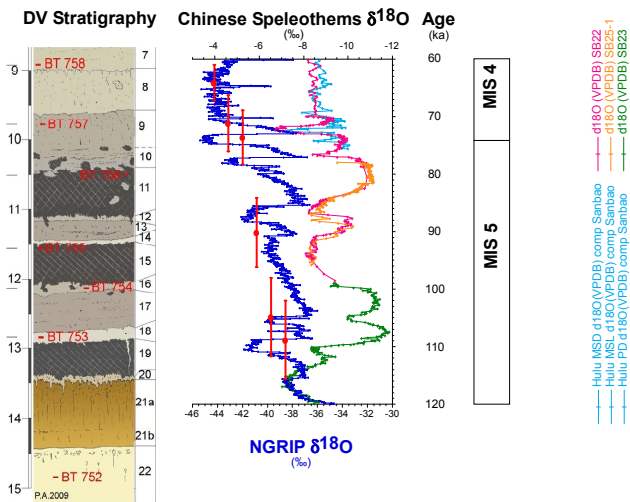 DV Stratigraphy
Chinese Speleothems δ18O
(‰)
Age
(ka)
-4 -6 -10 -12
7
9
BT 758
8
9
BT 757
10
10
11
11
12
13
14
15
12
16
BT 754
17
18
BT 753
13
19
20
21a
14
21b
22
BT 752
15
P.A.2009
60
70
80
90
100
110
120
MIS 4
MIS 5
-46 -44 -42 -40 -38 -36 -34 -32 -30
NGRIP δ18O
(‰)
d18O (VPDB) SB22
d18O (VPDB) SB25-1
d18O (VPDB) SB23
Hulu MSD d18O(VPDB) comp Sanbao
Hulu MSL d18O(VPDB) comp Sanbao
Hulu PD d18O(VPDB) comp Sanbao